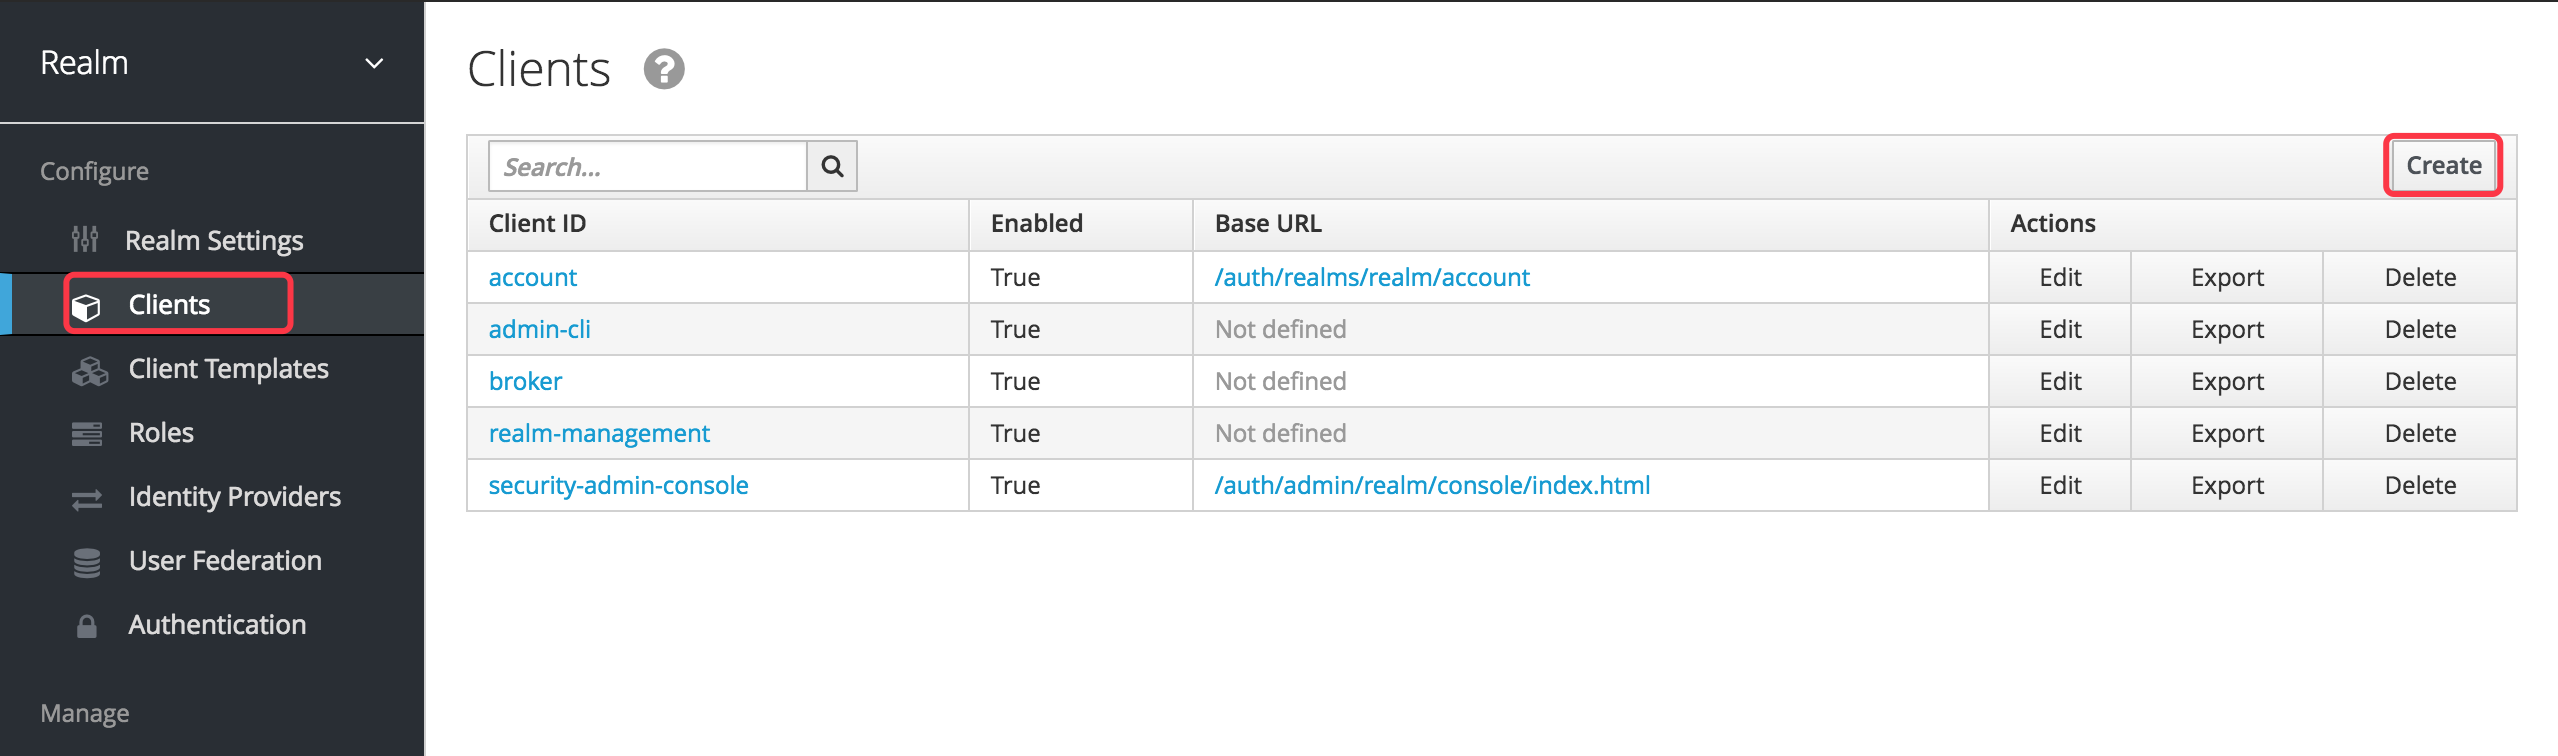 Realm
Configure
Realm Settings
Clients
Client Templates
Roles
Identity Providers
User Federation
Authentication
Manage
Clients ?
Search...
Create
Client ID Enabled Base URL Actions
account True /auth/realms/realm/account Edit Export Delete
admin-cli True Not defined Edit Export Delete
broker True Not defined Edit Export Delete
realm-management True Not defined Edit Export Delete
security-admin-console True /auth/admin/realm/console/index.html Edit Export Delete